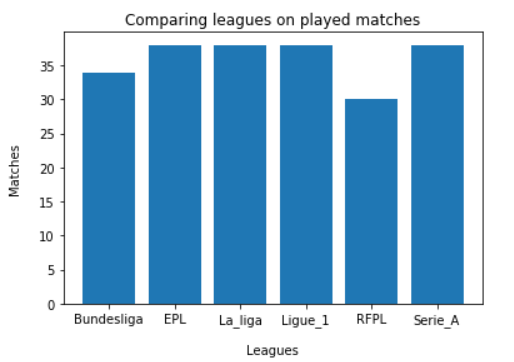 Comparing leagues on played matches
Matches
35
30
25
20
15
10
5
0
Bundesliga EPL La_liga Ligue_1 RFPL Serie_A
Leagues